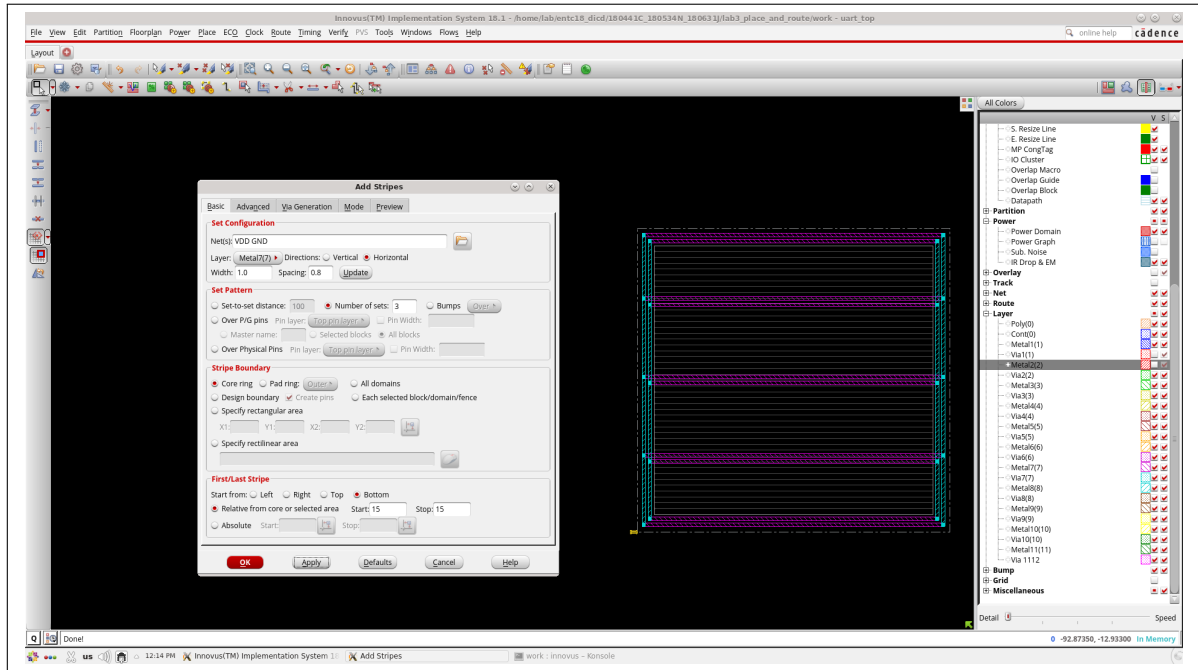 Innovus(TM) Implementation System 18.1 - /home/lab/entc18_dicd/180441C_180534N_180631J/lab3_place_and_route/work - uart_top
File View Edit Partition Floorplan Power Place ECO Clock Route Timing Verify PVS Tools Windows Flows Help
online help
cādence
Layout
All Colors
V S
S. Resize Line
E. Resize Line
MP CongTag
IO Cluster
Overlap Macro
Overlap Guide
Overlap Block
Datapath
Partition
Power
Power Domain
Power Graph
Sub. Noise
IR Drop & EM
Overlay
Track
Net
Route
Layer
Poly(0)
Cont(0)
Metal1(1)
Via1(1)
Metal2(2)
Via2(2)
Metal3(3)
Via3(3)
Metal4(4)
Via4(4)
Metal5(5)
Via5(5)
Metal6(6)
Via6(6)
Metal7(7)
Via7(7)
Metal8(8)
Via8(8)
Metal9(9)
Via9(9)
Metal10(10)
Via10(10)
Metal11(11)
Via 1112
Bump
Grid
Miscellaneous
Detail
Speed
Add Stripes
Basic Advanced Via Generation Mode Preview
Set Configuration
Net(s): VDD GND
Layer: Metal7(7) Directions: Vertical Horizontal
Width: 1.0 Spacing: 0.8 Update
Set Pattern
Set-to-set distance: 100 Number of sets: 3 Bumps Over
Over P/G pins Pin layer: Top pin layer Pin Width:
Master name: Selected blocks All blocks
Over Physical Pins Pin layer: Top pin layer Pin Width:
Stripe Boundary
Core ring Pad ring: Outer All domains
Design boundary Create pins Each selected block/domain/fence
Specify rectangular area
X1: Y1: X2: Y2:
Specify rectilinear area
First/Last Stripe
Start from: Left Right Top Bottom
Relative from core or selected area Start: 15 Stop: 15
Absolute Start: Stop:
OK Apply Defaults Cancel Help
Q Done!
0 -92.87350, -12.93300 In Memory
us 12:14 PM Innovus(TM) Implementation System 18 Add Stripes work : innovus – Konsole